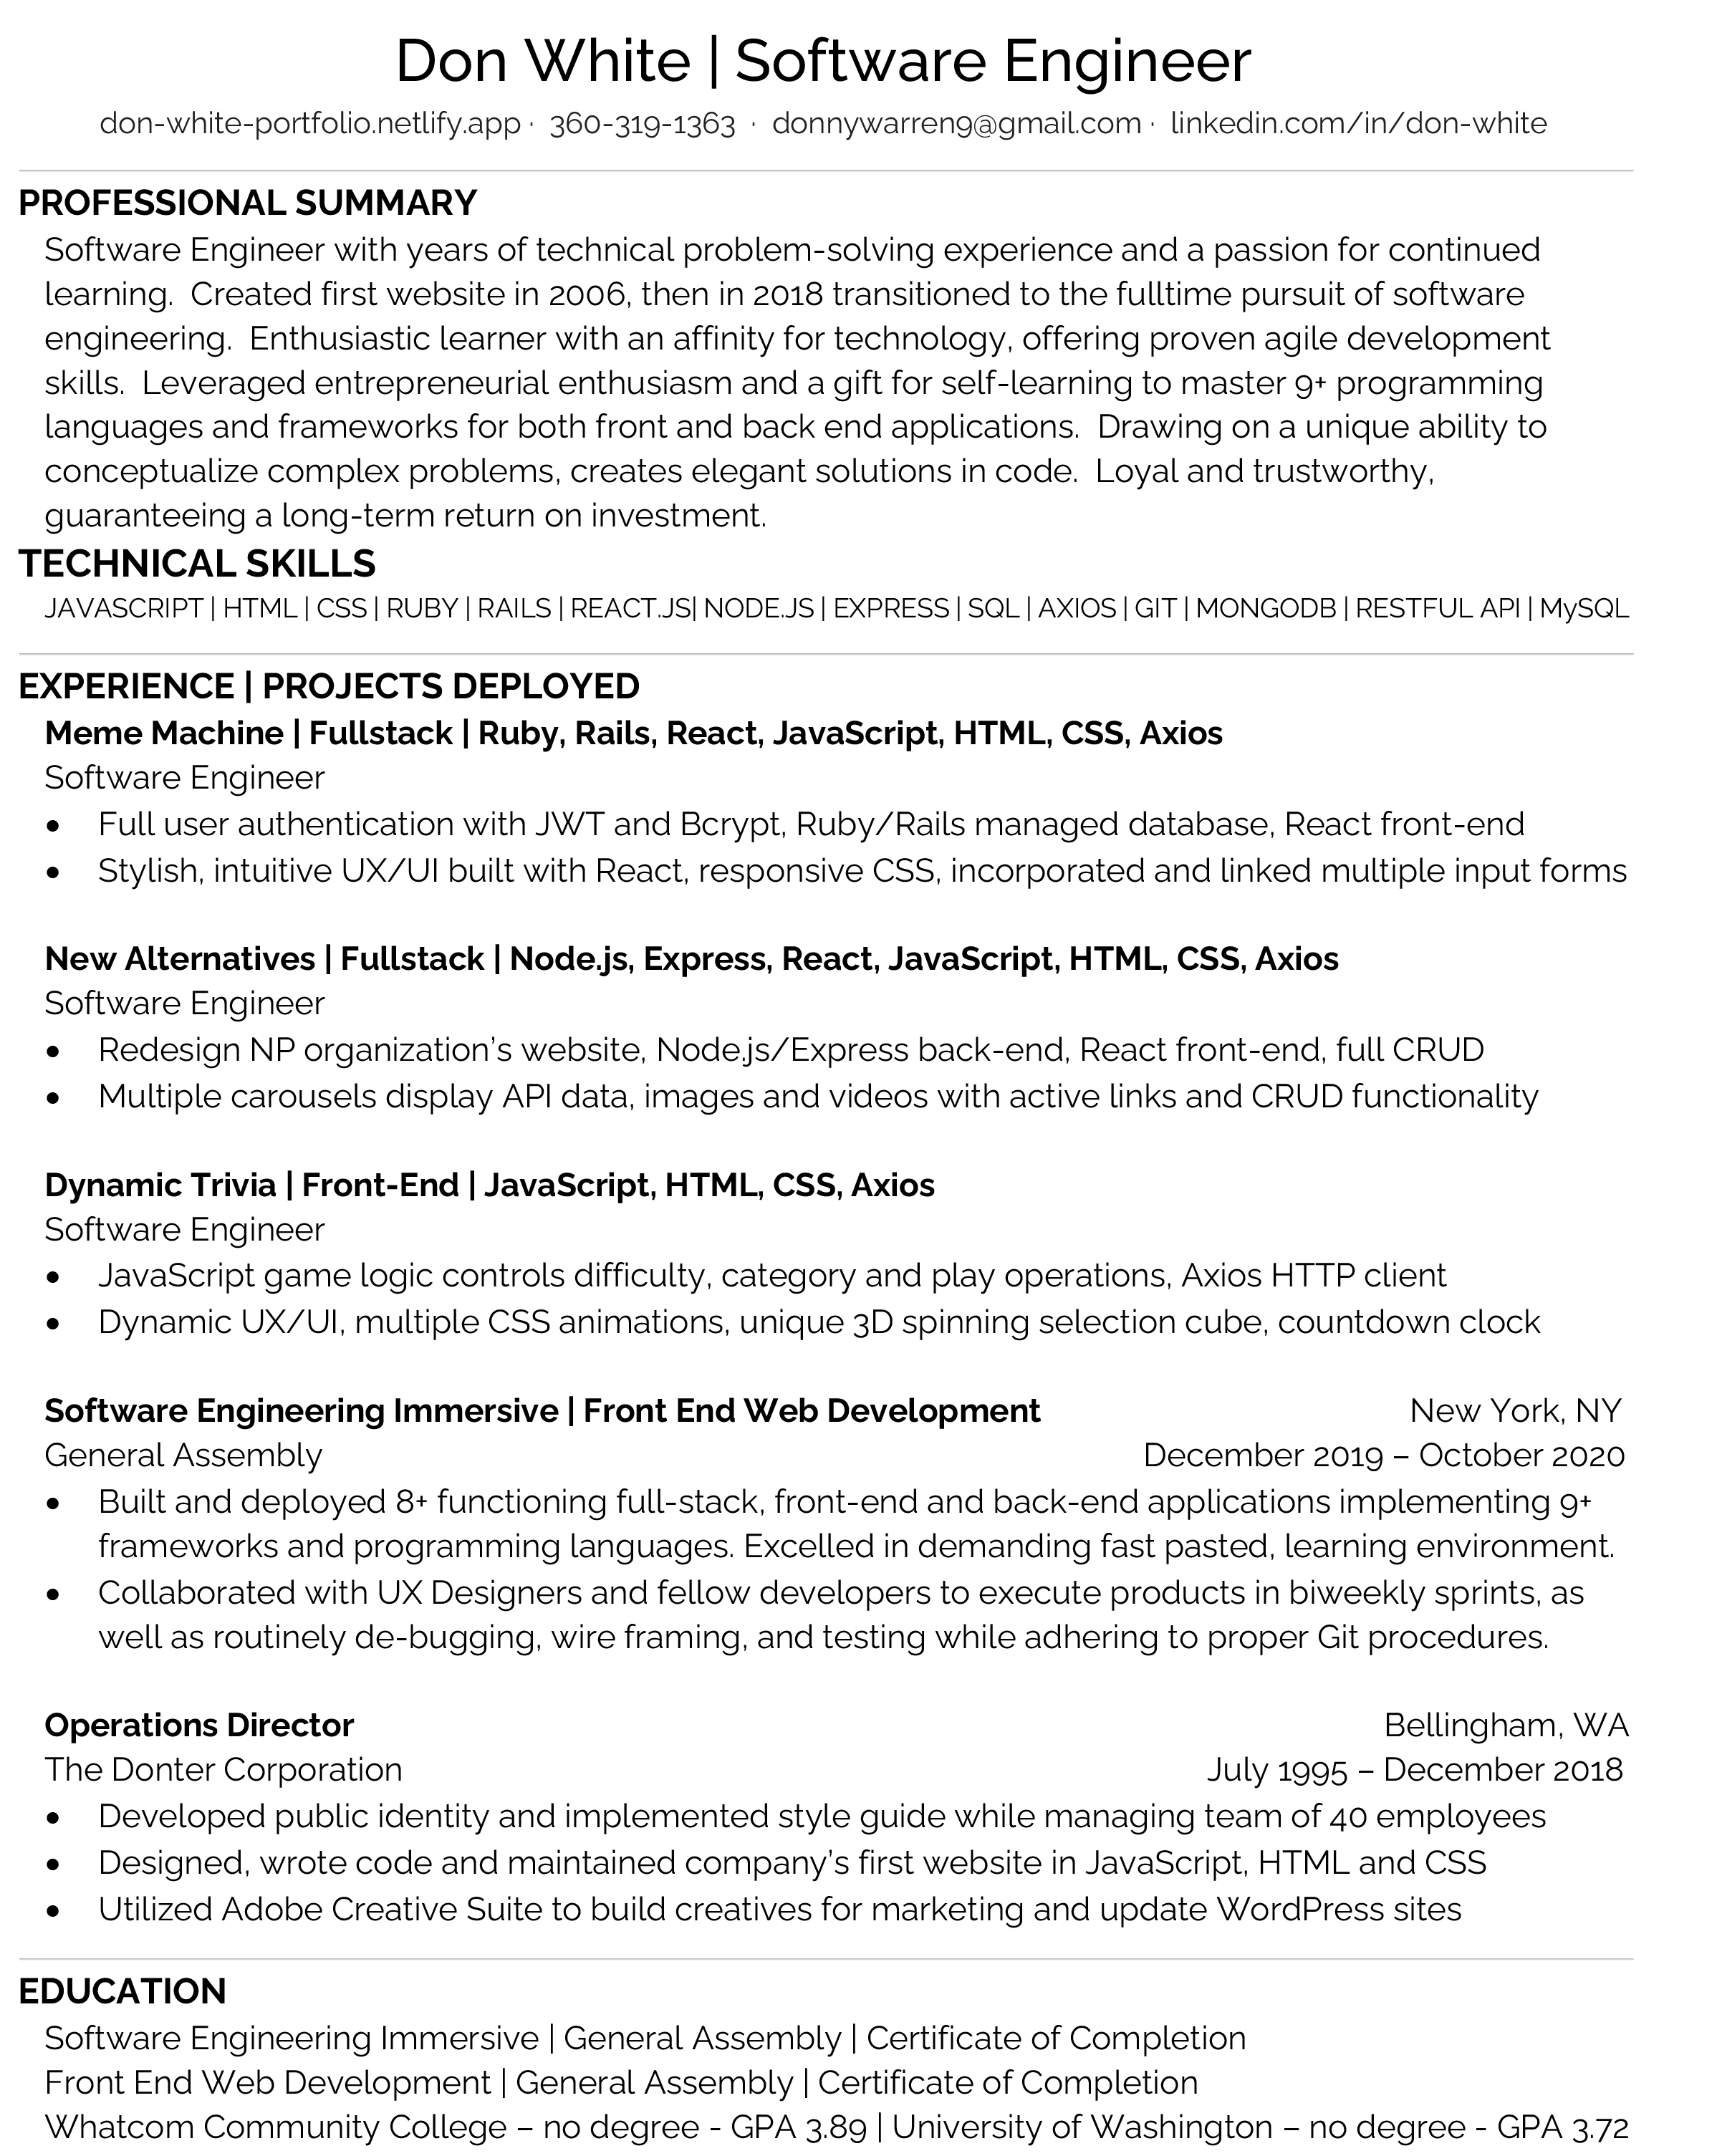 Don White | Software Engineer
don-white-portfolio.netlify.app · 360-319-1363 · donnywarren9@gmail.com · linkedin.com/in/don-white
PROFESSIONAL SUMMARY
Software Engineer with years of technical problem-solving experience and a passion for continued
learning.  Created first website in 2006, then in 2018 transitioned to the fulltime pursuit of software
engineering.  Enthusiastic learner with an affinity for technology, offering proven agile development
skills.  Leveraged entrepreneurial enthusiasm and a gift for self-learning to master 9+ programming
languages and frameworks for both front and back end applications.  Drawing on a unique ability to
conceptualize complex problems, creates elegant solutions in code.  Loyal and trustworthy,
guaranteeing a long-term return on investment.
TECHNICAL SKILLS
JAVASCRIPT | HTML | CSS | RUBY | RAILS | REACT.JS| NODE.JS | EXPRESS | SQL | AXIOS | GIT | MONGODB | RESTFUL API | MySQL
EXPERIENCE | PROJECTS DEPLOYED
Meme Machine | Fullstack | Ruby, Rails, React, JavaScript, HTML, CSS, Axios
Software Engineer
• Full user authentication with JWT and Bcrypt, Ruby/Rails managed database, React front-end
• Stylish, intuitive UX/UI built with React, responsive CSS, incorporated and linked multiple input forms
New Alternatives | Fullstack | Node.js, Express, React, JavaScript, HTML, CSS, Axios
Software Engineer
• Redesign NP organization's website, Node.js/Express back-end, React front-end, full CRUD
• Multiple carousels display API data, images and videos with active links and CRUD functionality
Dynamic Trivia | Front-End | JavaScript, HTML, CSS, Axios
Software Engineer
• JavaScript game logic controls difficulty, category and play operations, Axios HTTP client
• Dynamic UX/UI, multiple CSS animations, unique 3D spinning selection cube, countdown clock
Software Engineering Immersive | Front End Web Development New York, NY
General Assembly December 2019 – October 2020
• Built and deployed 8+ functioning full-stack, front-end and back-end applications implementing 9+
frameworks and programming languages. Excelled in demanding fast pasted, learning environment.
• Collaborated with UX Designers and fellow developers to execute products in biweekly sprints, as
well as routinely de-bugging, wire framing, and testing while adhering to proper Git procedures.
Operations Director Bellingham, WA
The Donter Corporation July 1995 – December 2018
• Developed public identity and implemented style guide while managing team of 40 employees
• Designed, wrote code and maintained company's first website in JavaScript, HTML and CSS
• Utilized Adobe Creative Suite to build creatives for marketing and update WordPress sites
EDUCATION
Software Engineering Immersive | General Assembly | Certificate of Completion
Front End Web Development | General Assembly | Certificate of Completion
Whatcom Community College – no degree - GPA 3.89 | University of Washington – no degree - GPA 3.72